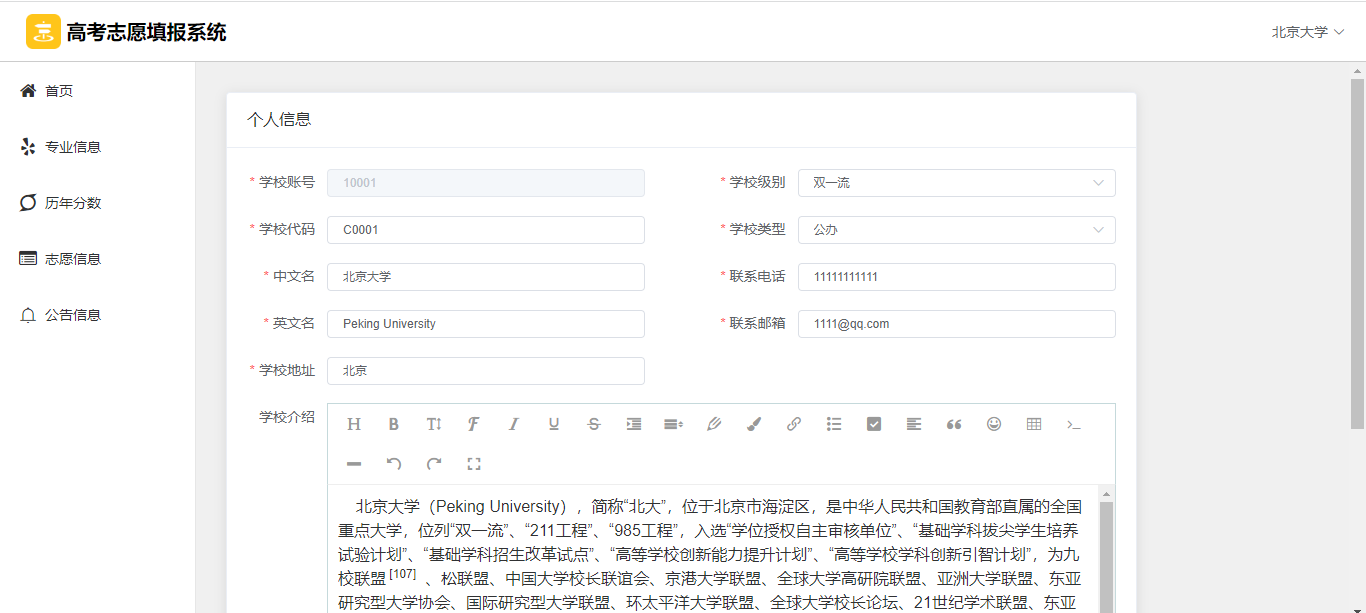 高考志愿填报系统
北京大学
首页
专业信息
历年分数
志愿信息
公告信息
个人信息
* 学校账号 10001
* 学校级别 双一流
* 学校代码 C0001
* 学校类型 公办
* 中文名 北京大学
* 联系电话 11111111111
* 英文名 Peking University
* 联系邮箱 1111@qq.com
* 学校地址 北京
学校介绍
北京大学（Peking University），简称“北大”，位于北京市海淀区，是中华人民共和国教育部直属的全国
重点大学，位列“双一流”、“211工程”、“985工程”，入选“学位授权自主审核单位”、“基础学科拔尖学生培养
试验计划”、“基础学科招生改革试点”、“高等学校创新能力提升计划”、“高等学校学科创新引智计划”，为九
校联盟 [107] 、松联盟、中国大学校长联谊会、京港大学联盟、全球大学高研院联盟、亚洲大学联盟、东亚
研究型大学协会、国际研究型大学联盟、环太平洋大学联盟、全球大学校长论坛、21世纪学术联盟、东亚